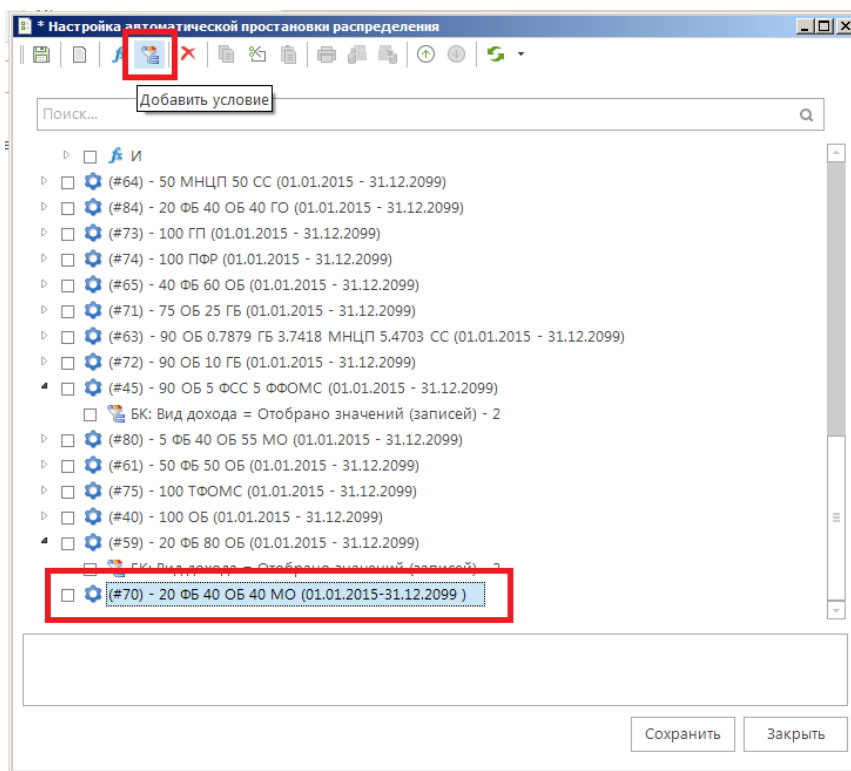 * Настройка автоматической простановки распределения
Добавить условие
Поиск...
fx И
(#64) - 50 МНЦП 50 СС (01.01.2015 - 31.12.2099)
(#84) - 20 ФБ 40 ОБ 40 ГО (01.01.2015 - 31.12.2099)
(#73) - 100 ГП (01.01.2015 - 31.12.2099)
(#74) - 100 ПФР (01.01.2015 - 31.12.2099)
(#65) - 40 ФБ 60 ОБ (01.01.2015 - 31.12.2099)
(#71) - 75 ОБ 25 ГБ (01.01.2015 - 31.12.2099)
(#63) - 90 ОБ 0.7879 ГБ 3.7418 МНЦП 5.4703 СС (01.01.2015 - 31.12.2099)
(#72) - 90 ОБ 10 ГБ (01.01.2015 - 31.12.2099)
(#45) - 90 ОБ 5 ФСС 5 ФФОМС (01.01.2015 - 31.12.2099)
БК: Вид дохода = Отобрано значений (записей) - 2
(#80) - 5 ФБ 40 ОБ 55 МО (01.01.2015 - 31.12.2099)
(#61) - 50 ФБ 50 ОБ (01.01.2015 - 31.12.2099)
(#75) - 100 ТФОМС (01.01.2015 - 31.12.2099)
(#40) - 100 ОБ (01.01.2015 - 31.12.2099)
(#59) - 20 ФБ 80 ОБ (01.01.2015 - 31.12.2099)
БК: Вид дохода = Отобрано значений (записей) - 2
(#70) - 20 ФБ 40 ОБ 40 МО (01.01.2015-31.12.2099 )
Сохранить Закрыть